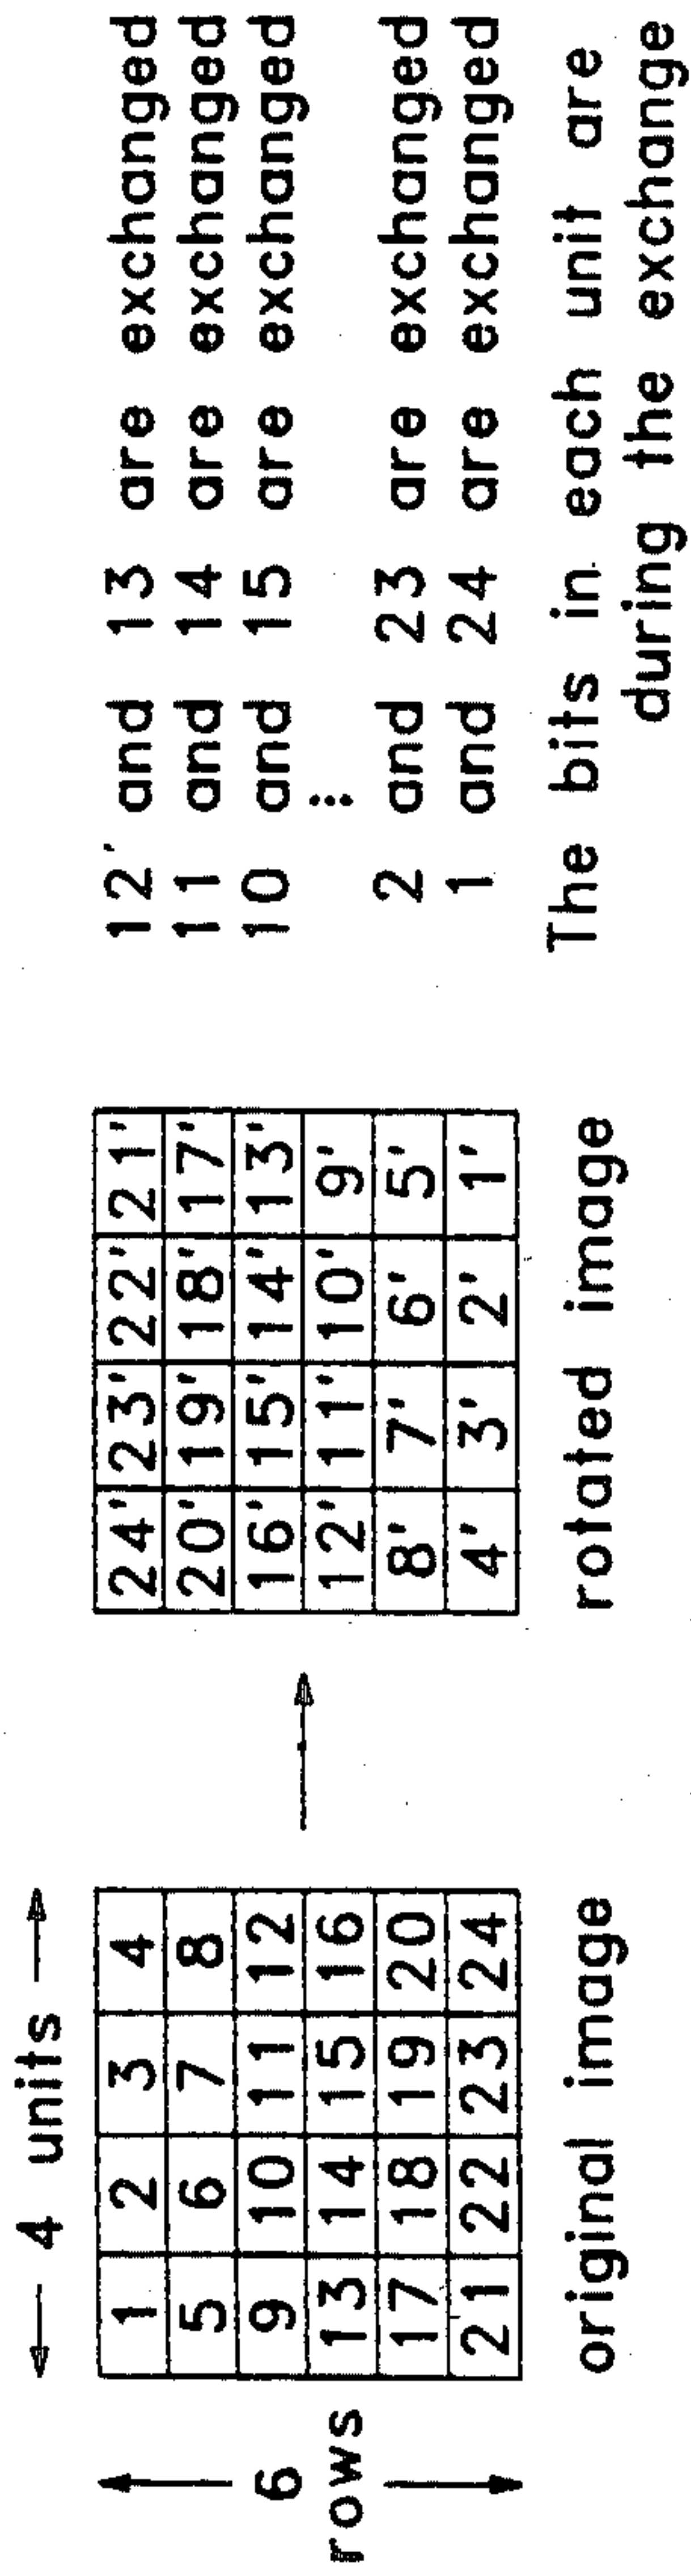 4 units
6
rows
1 2 3 4
5 6 7 8
9 10 11 12
13 14 15 16
17 18 19 20
21 22 23 24
original image
24' 23' 22' 21'
20' 19' 18' 17'
16' 15' 14' 13'
12' 11' 10' 9'
8' 7' 6' 5'
4' 3' 2' 1'
rotated image
12' and 13 are exchanged
11 and 14 are exchanged
10 and 15 are exchanged
⋮
2 and 23 are exchanged
1 and 24 are exchanged
The bits in each unit are
during the exchange